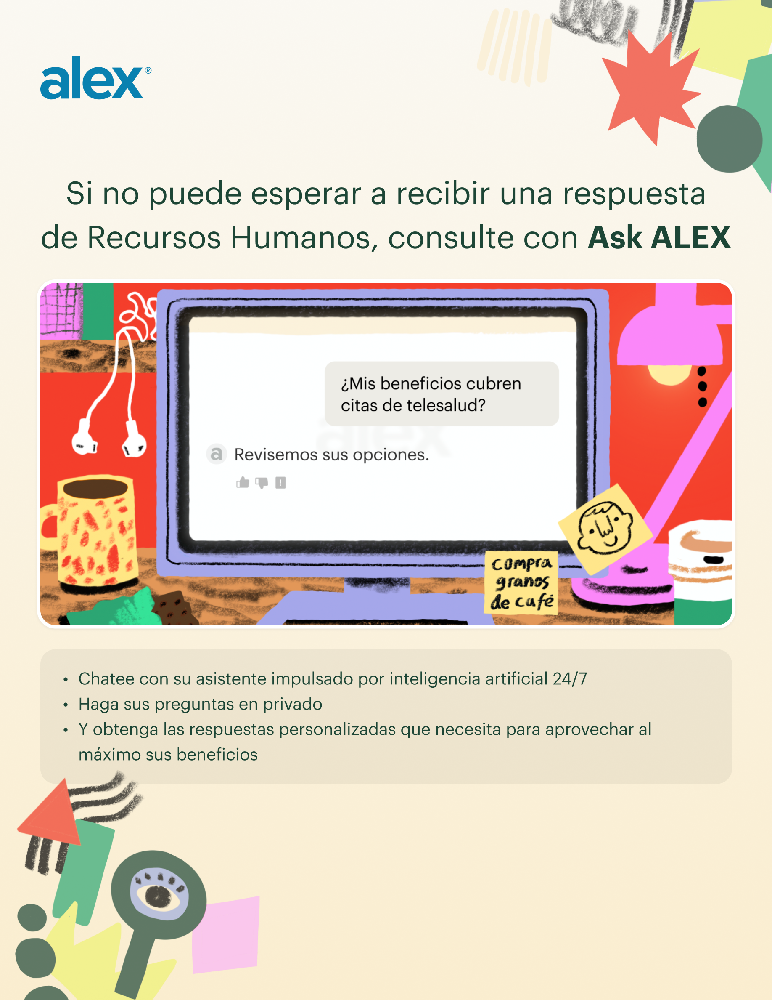 alex®
Si no puede esperar a recibir una respuesta
de Recursos Humanos, consulte con Ask ALEX
¿Mis beneficios cubren
citas de telesalud?
alex
a Revisemos sus opciones.
compra
granos
de café
• Chatee con su asistente impulsado por inteligencia artificial 24/7
• Haga sus preguntas en privado
• Y obtenga las respuestas personalizadas que necesita para aprovechar al
máximo sus beneficios